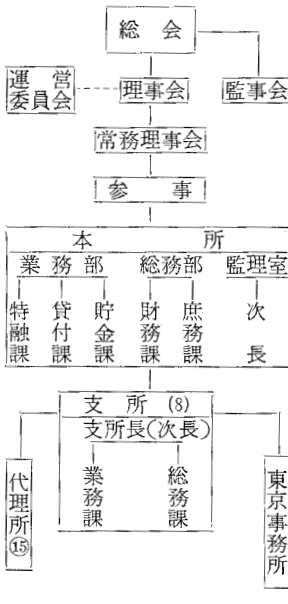 総会
運営
委員会
理事会
監事会
常務理事会
参事
本所
業務部
総務部
監理室
特融課
貸付課
貯金課
財務課
庶務課
次長
支所(8)
支所長(次長)
業務課
総務課
代理所⑮
東京事務所